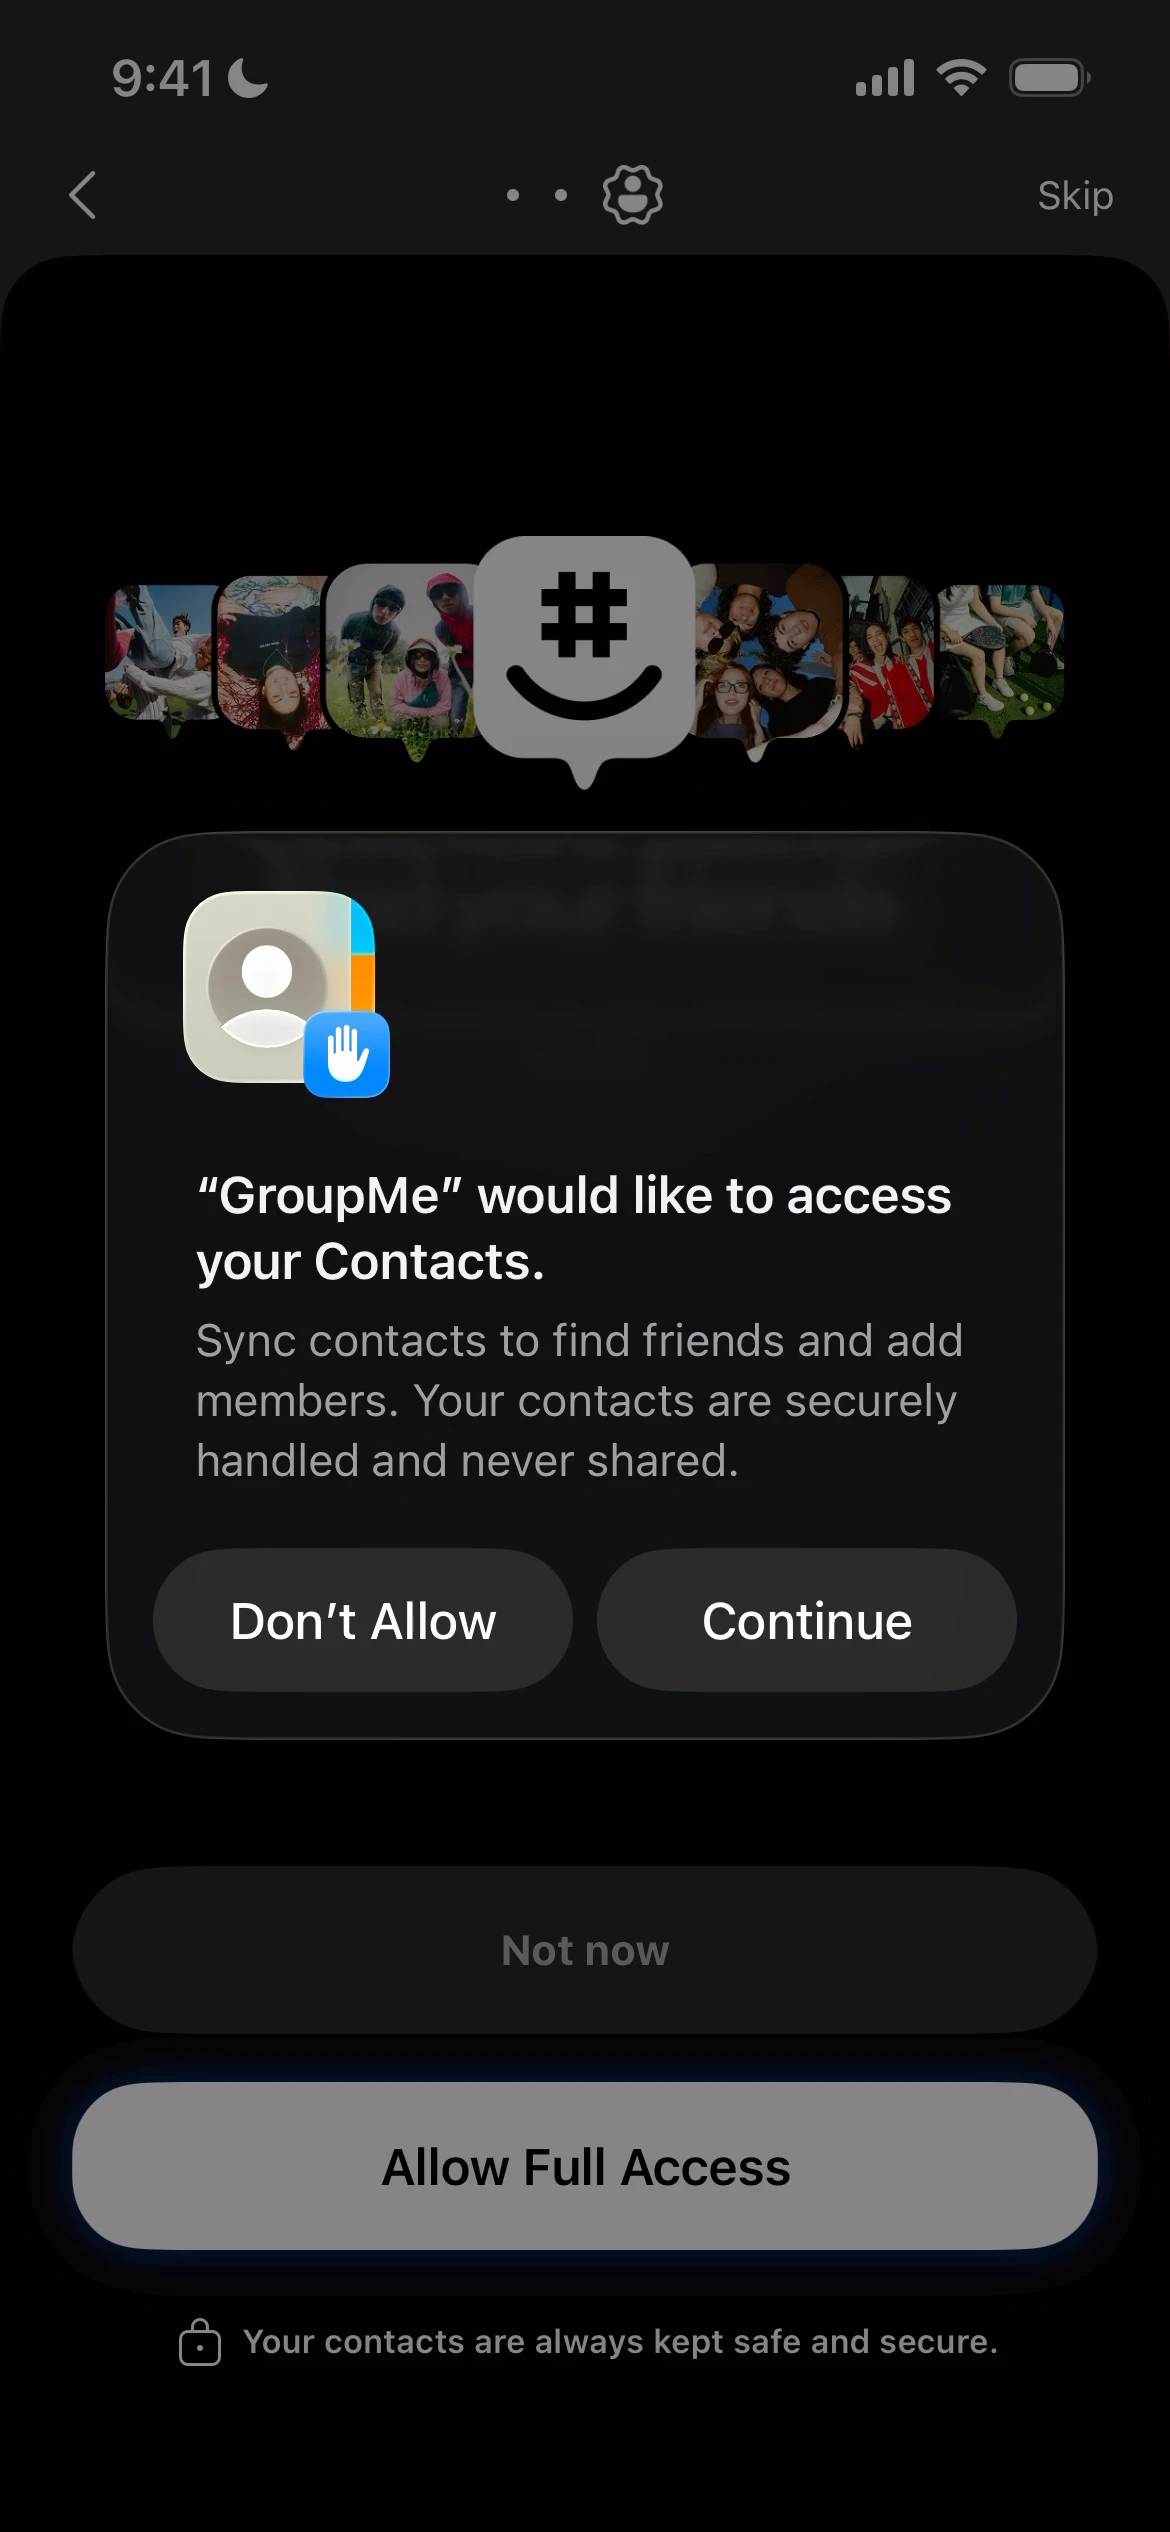 9:41
Skip
“GroupMe” would like to access
your Contacts.
Sync contacts to find friends and add
members. Your contacts are securely
handled and never shared.
Don’t Allow
Continue
Not now
Allow Full Access
Your contacts are always kept safe and secure.